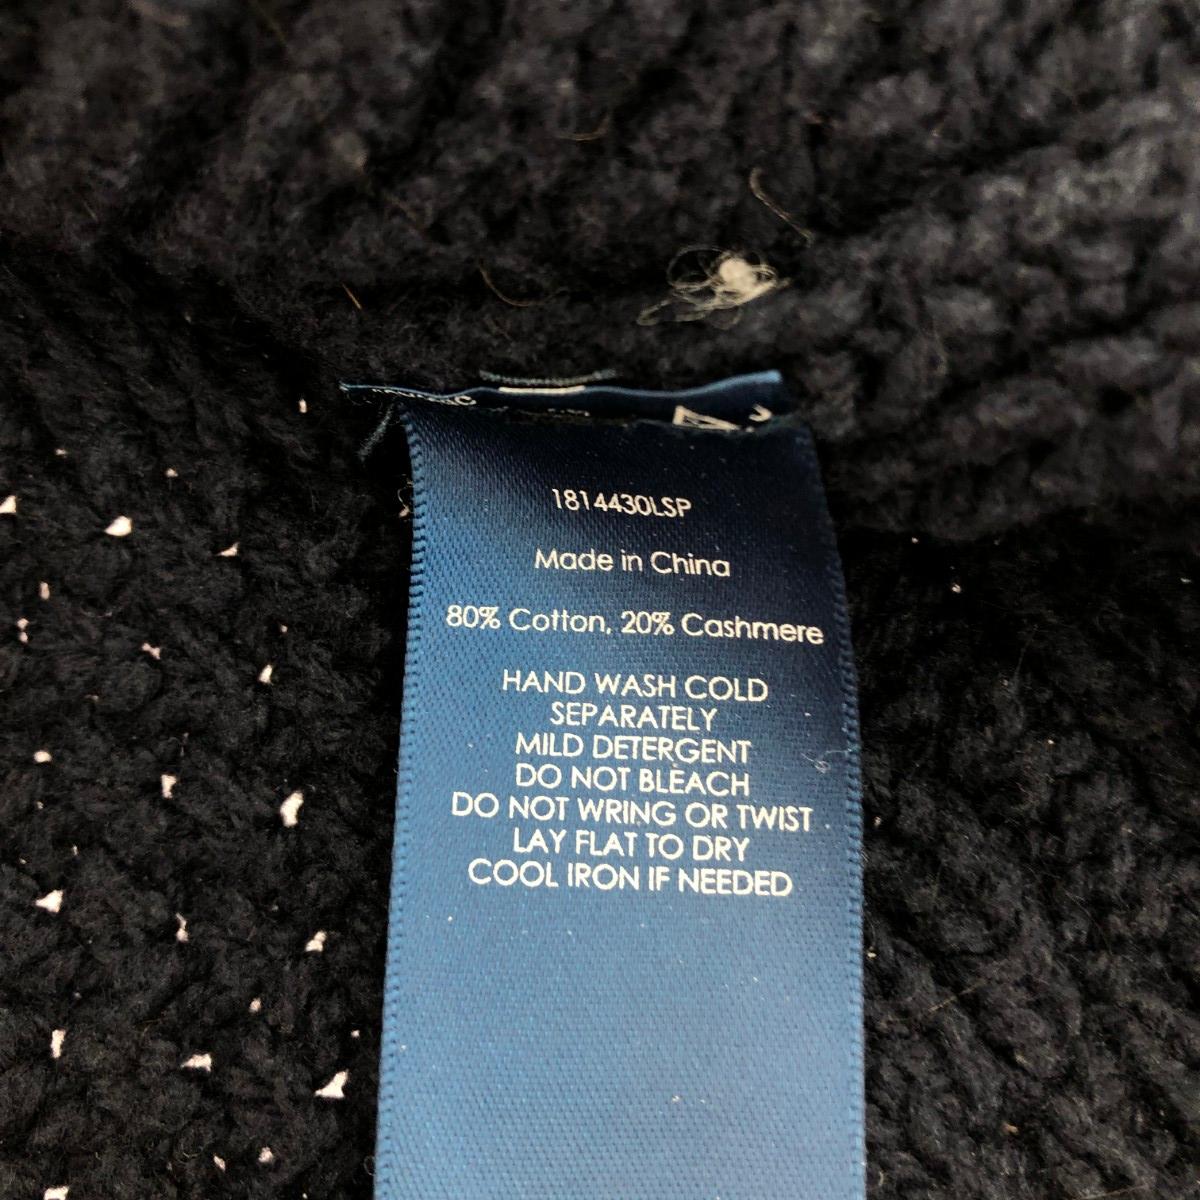 1814430LSP
Made in China
80% Cotton, 20% Cashmere
HAND WASH COLD
SEPARATELY
MILD DETERGENT
DO NOT BLEACH
DO NOT WRING OR TWIST
LAY FLAT TO DRY
COOL IRON IF NEEDED